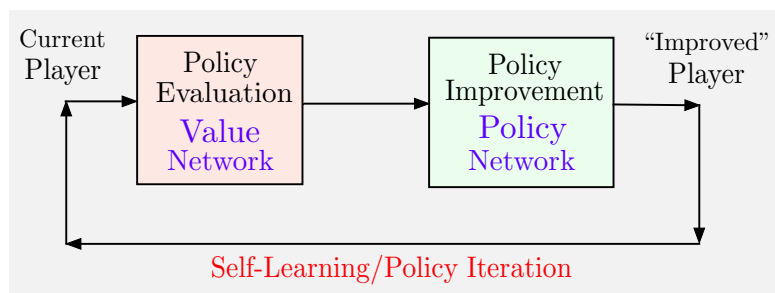 Current
Player
Policy
Evaluation
Value
Network
Policy
Improvement
Policy
Network
“Improved”
Player
Self-Learning/Policy Iteration